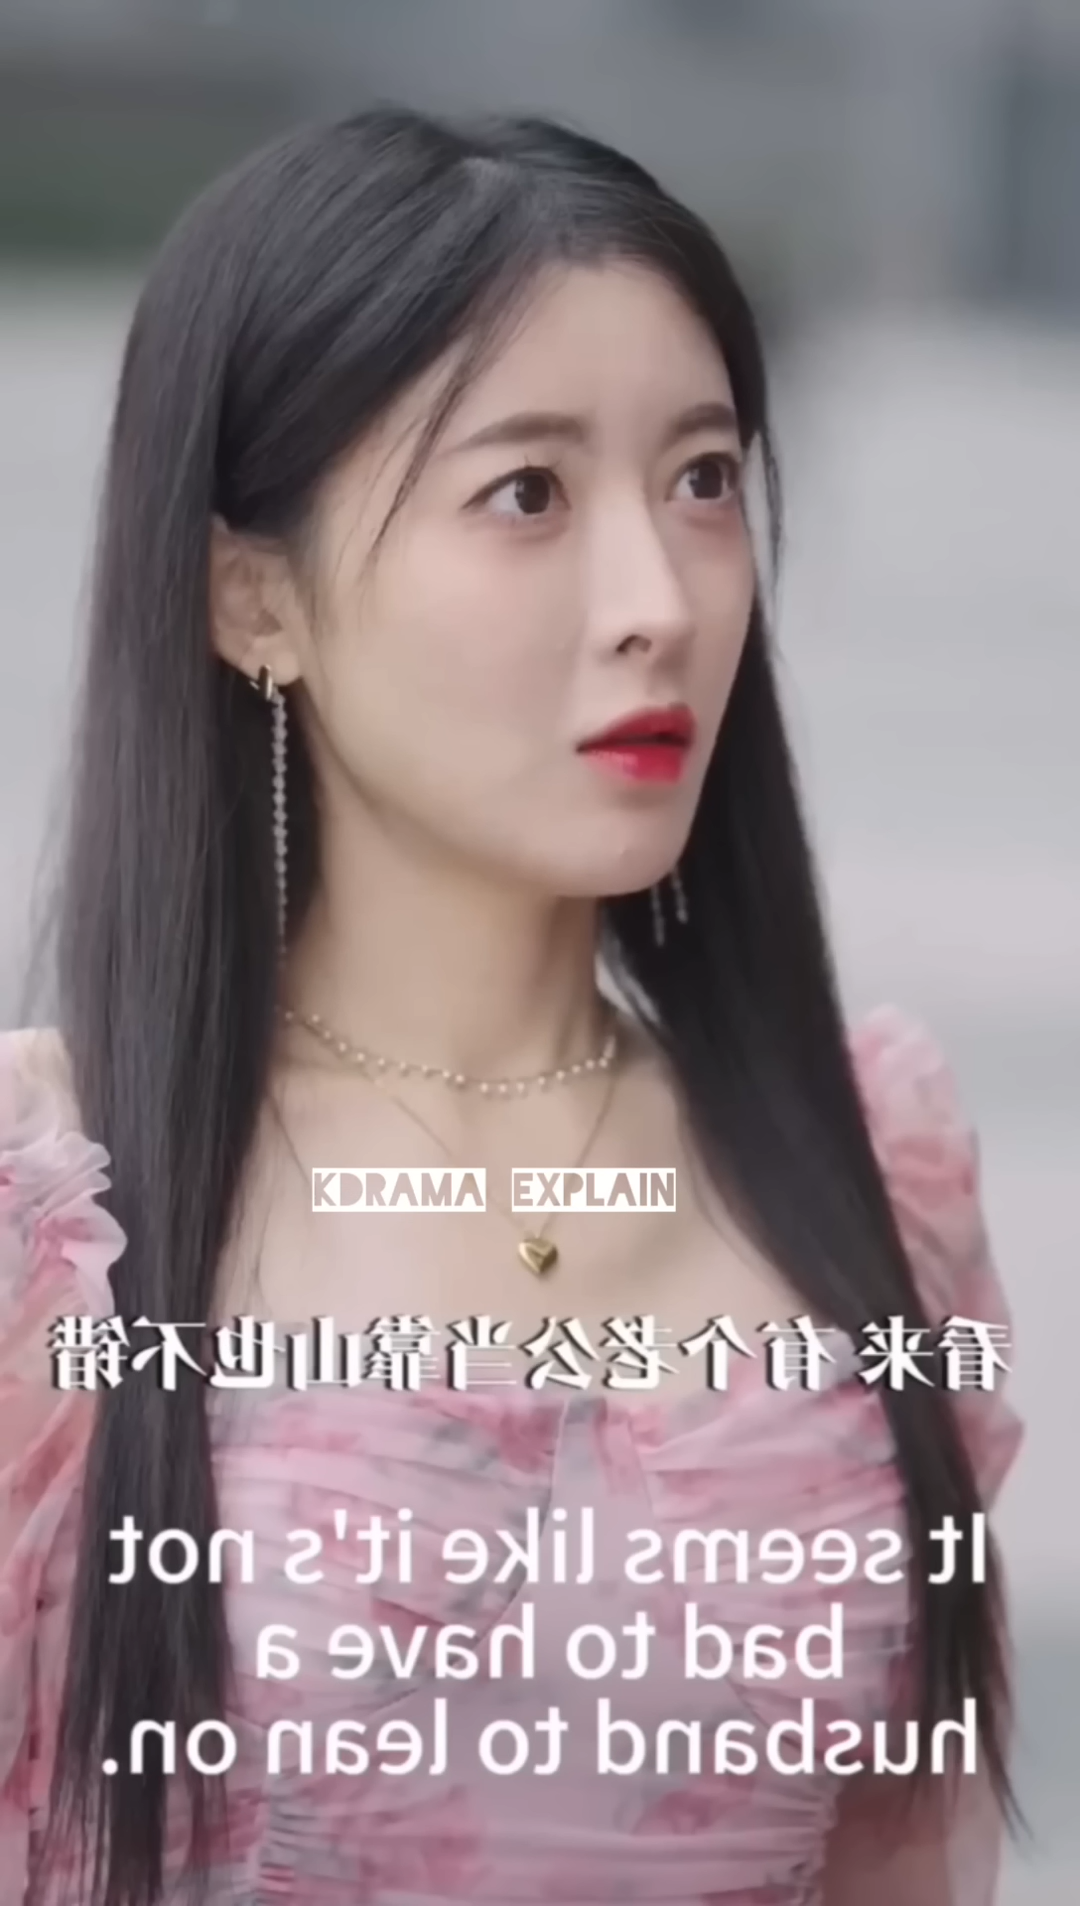 KDRAMA EXPLAIN
看来 有个老公当靠山也不错
It seems like it's not
bad to have a
husband to lean on.